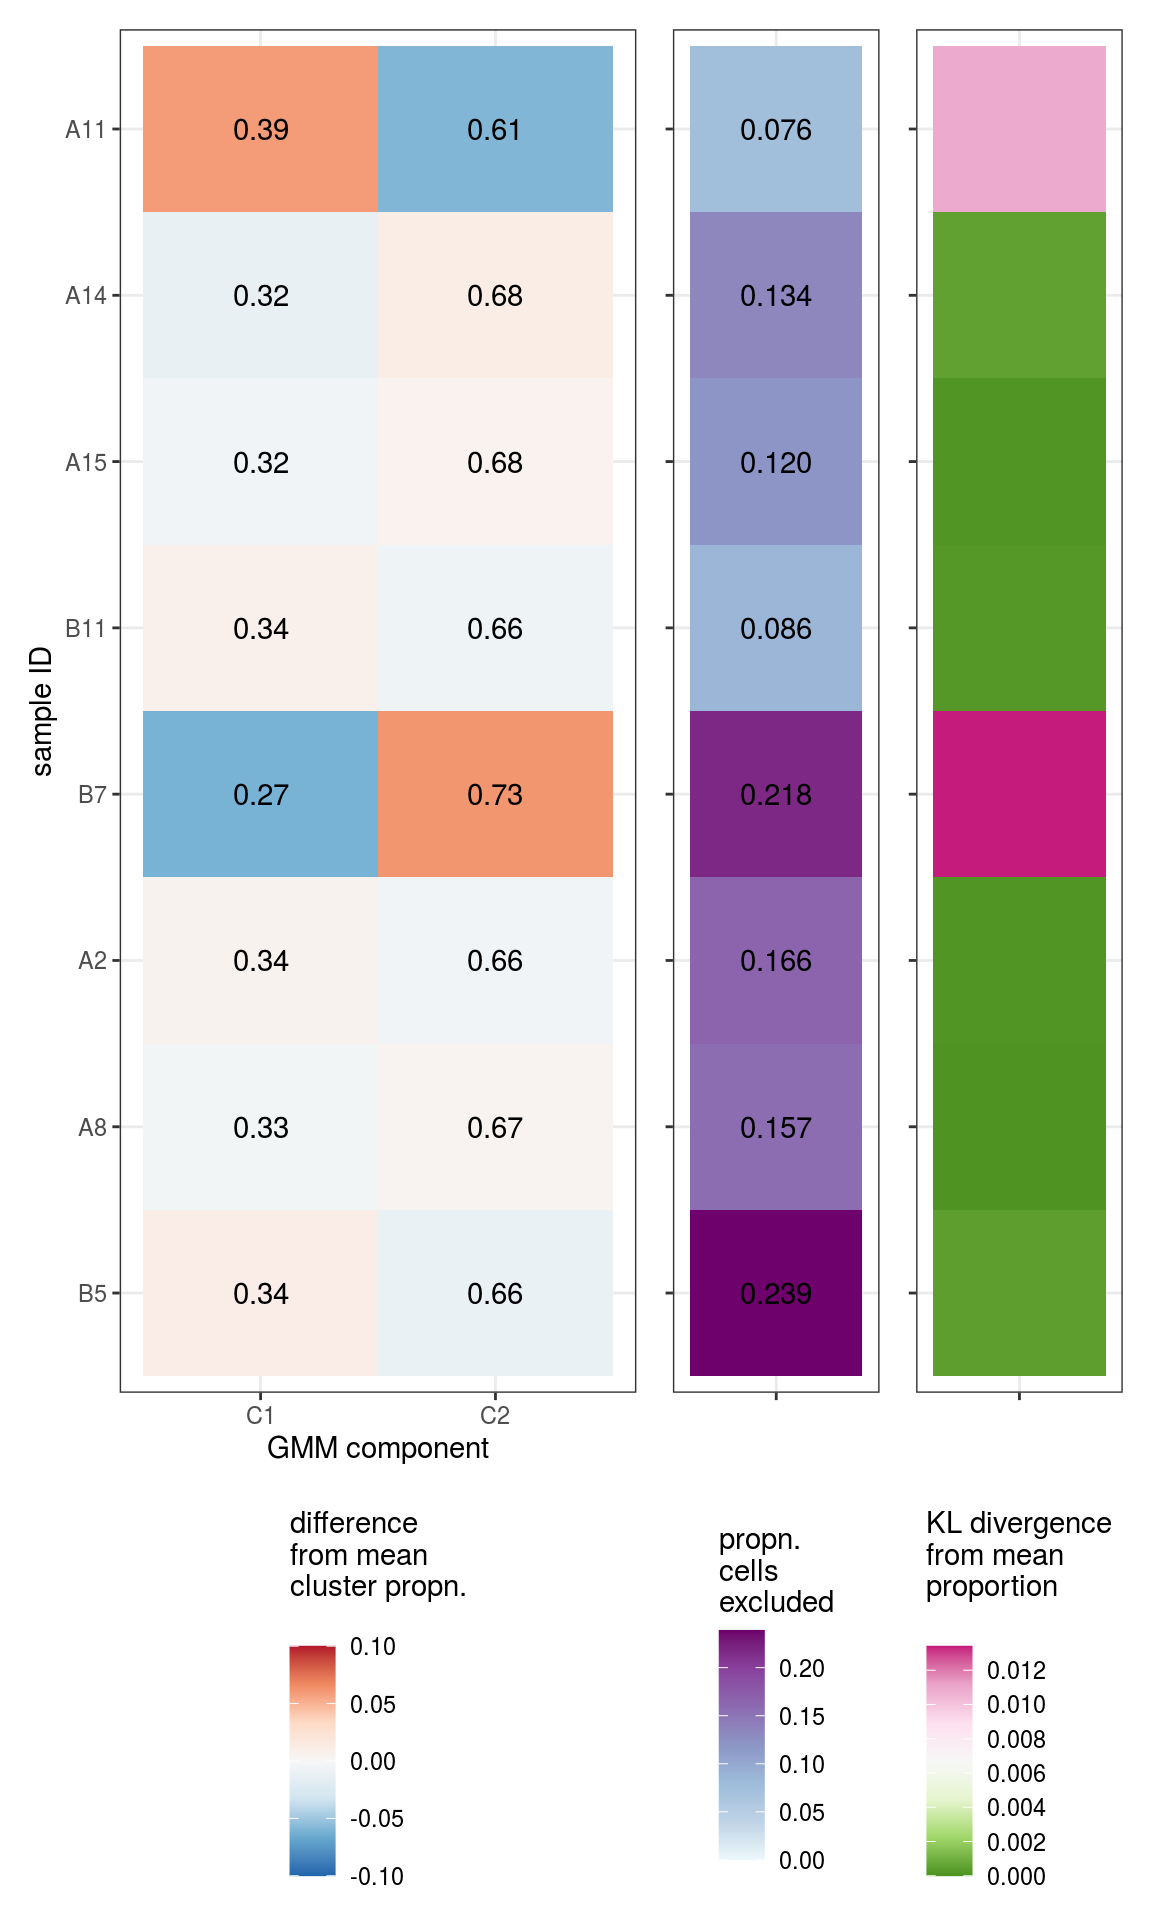 A11 0.39 0.61 0.076
A14 0.32 0.68 0.134
A15 0.32 0.68 0.120
B11 0.34 0.66 0.086
B7 0.27 0.73 0.218
A2 0.34 0.66 0.166
A8 0.33 0.67 0.157
B5 0.34 0.66 0.239
sample ID
C1 C2
GMM component
difference
from mean
cluster propn.
0.10
0.05
0.00
-0.05
-0.10
propn.
cells
excluded
0.20
0.15
0.10
0.05
0.00
KL divergence
from mean
proportion
0.012
0.010
0.008
0.006
0.004
0.002
0.000